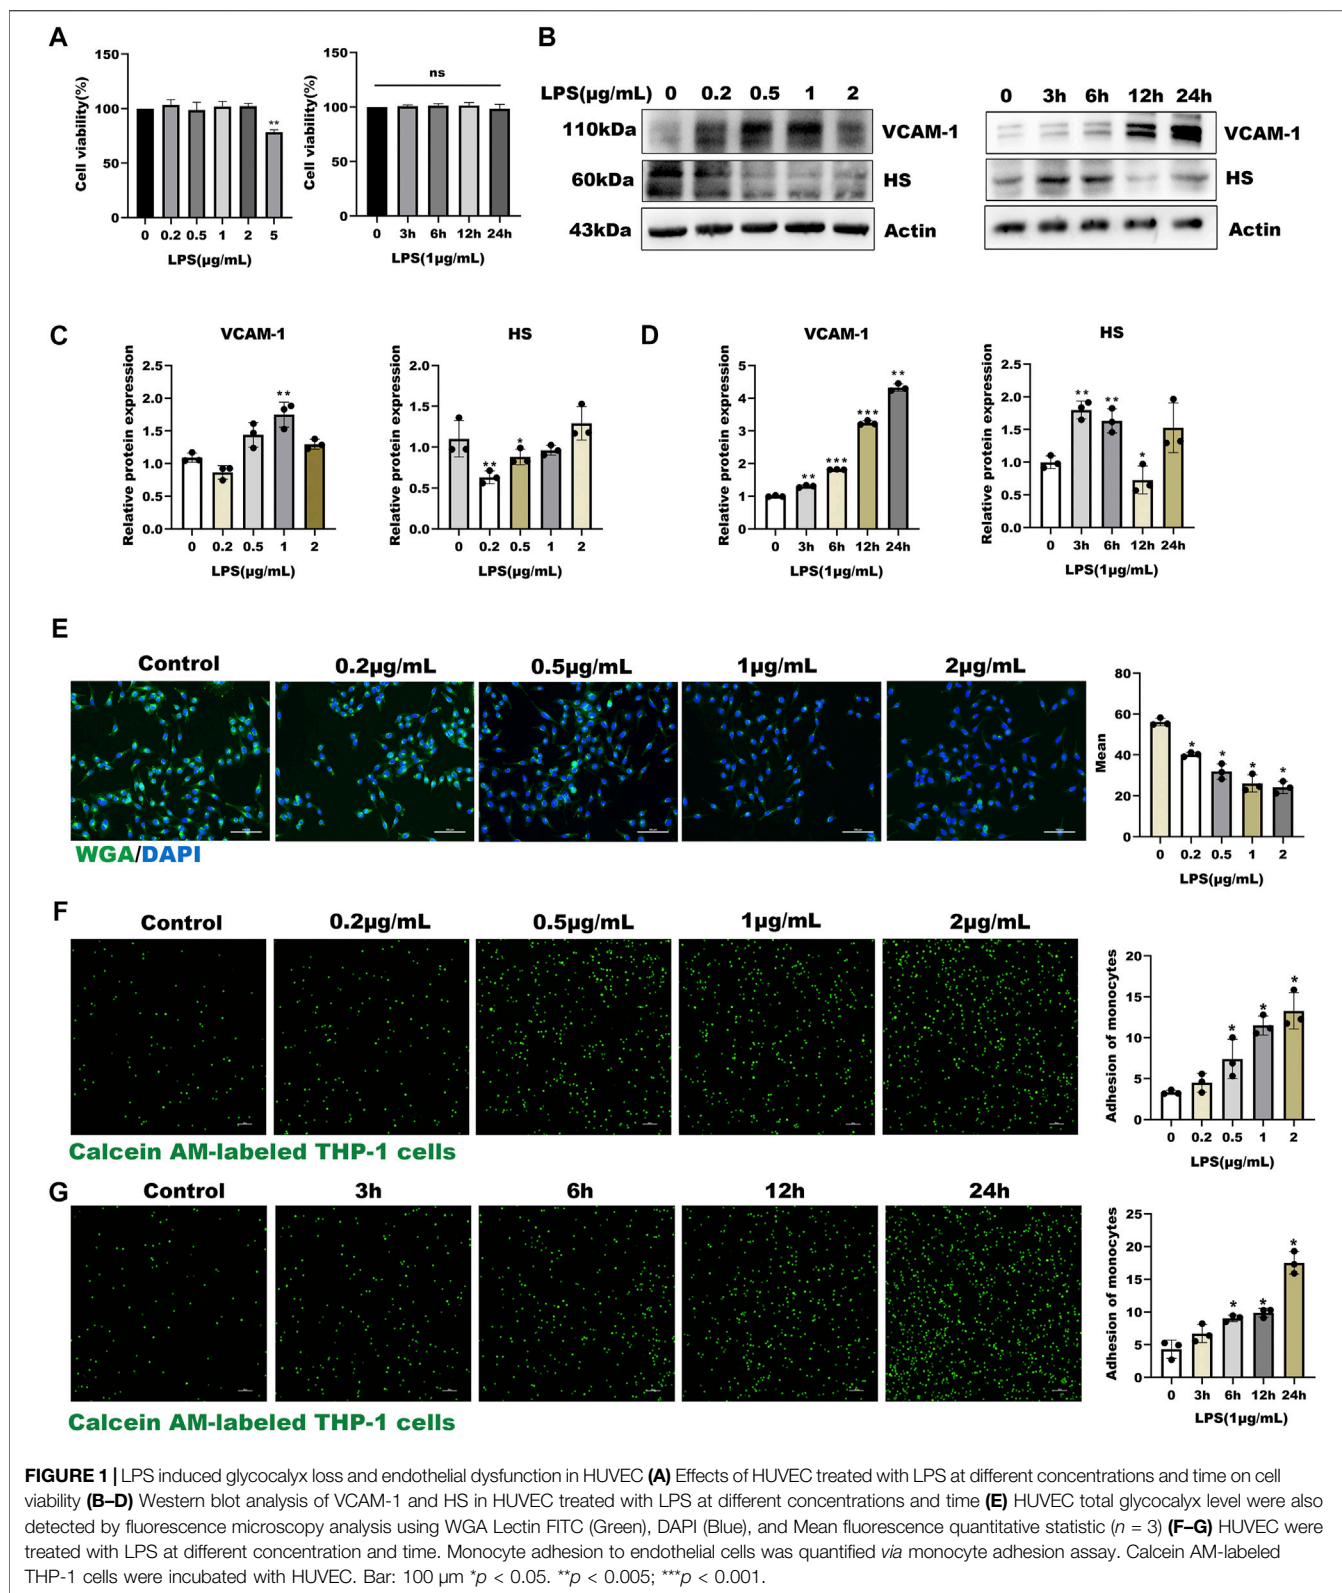 A
150
100
50
0
Cell viability(%)
**
0 0.2 0.5 1 2 5
LPS(µg/mL)
150
100
50
0
Cell viability(%)
ns
0 3h 6h 12h 24h
LPS(1µg/mL)
B
LPS(µg/mL) 0 0.2 0.5 1 2
110kDa VCAM-1
60kDa HS
43kDa Actin
0 3h 6h 12h 24h
VCAM-1
HS
Actin
C
VCAM-1
Relative protein expression
2.5
2.0
1.5
1.0
0.5
0.0
**
0 0.2 0.5 1 2
LPS(µg/mL)
HS
Relative protein expression
2.0
1.5
1.0
0.5
0.0
** *
0 0.2 0.5 1 2
LPS(µg/mL)
D
VCAM-1
Relative protein expression
5
4
3
2
1
0
** *** *** **
0 3h 6h 12h 24h
LPS(1µg/mL)
HS
Relative protein expression
2.5
2.0
1.5
1.0
0.5
0.0
** ** *
0 3h 6h 12h 24h
LPS(1µg/mL)
E
Control 0.2µg/mL 0.5µg/mL 1µg/mL 2µg/mL
WGA/DAPI
Mean
80
60
40
20
0
* * * *
0 0.2 0.5 1 2
LPS(µg/mL)
F
Control 0.2µg/mL 0.5µg/mL 1µg/mL 2µg/mL
Calcein AM-labeled THP-1 cells
Adhesion of monocytes
20
15
10
5
0
* * *
0 0.2 0.5 1 2
LPS(µg/mL)
G
Control 3h 6h 12h 24h
Calcein AM-labeled THP-1 cells
Adhesion of monocytes
25
20
15
10
5
0
* * *
0 3h 6h 12h 24h
LPS(1µg/mL)
FIGURE 1 | LPS induced glycocalyx loss and endothelial dysfunction in HUVEC (A) Effects of HUVEC treated with LPS at different concentrations and time on cell
viability (B–D) Western blot analysis of VCAM-1 and HS in HUVEC treated with LPS at different concentrations and time (E) HUVEC total glycocalyx level were also
detected by fluorescence microscopy analysis using WGA Lectin FITC (Green), DAPI (Blue), and Mean fluorescence quantitative statistic (n = 3) (F–G) HUVEC were
treated with LPS at different concentration and time. Monocyte adhesion to endothelial cells was quantified via monocyte adhesion assay. Calcein AM-labeled
THP-1 cells were incubated with HUVEC. Bar: 100 µm *p < 0.05. **p < 0.005; ***p < 0.001.